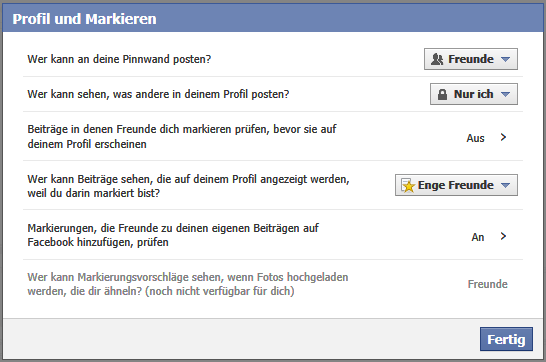 Profil und Markieren
Wer kann an deine Pinnwand posten?
Freunde
Wer kann sehen, was andere in deinem Profil posten?
Nur ich
Beiträge in denen Freunde dich markieren prüfen, bevor sie auf
deinem Profil erscheinen
Aus
Wer kann Beiträge sehen, die auf deinem Profil angezeigt werden,
weil du darin markiert bist?
Enge Freunde
Markierungen, die Freunde zu deinen eigenen Beiträgen auf
Facebook hinzufügen, prüfen
An
Wer kann Markierungsvorschläge sehen, wenn Fotos hochgeladen
werden, die dir ähneln? (noch nicht verfügbar für dich)
Freunde
Fertig